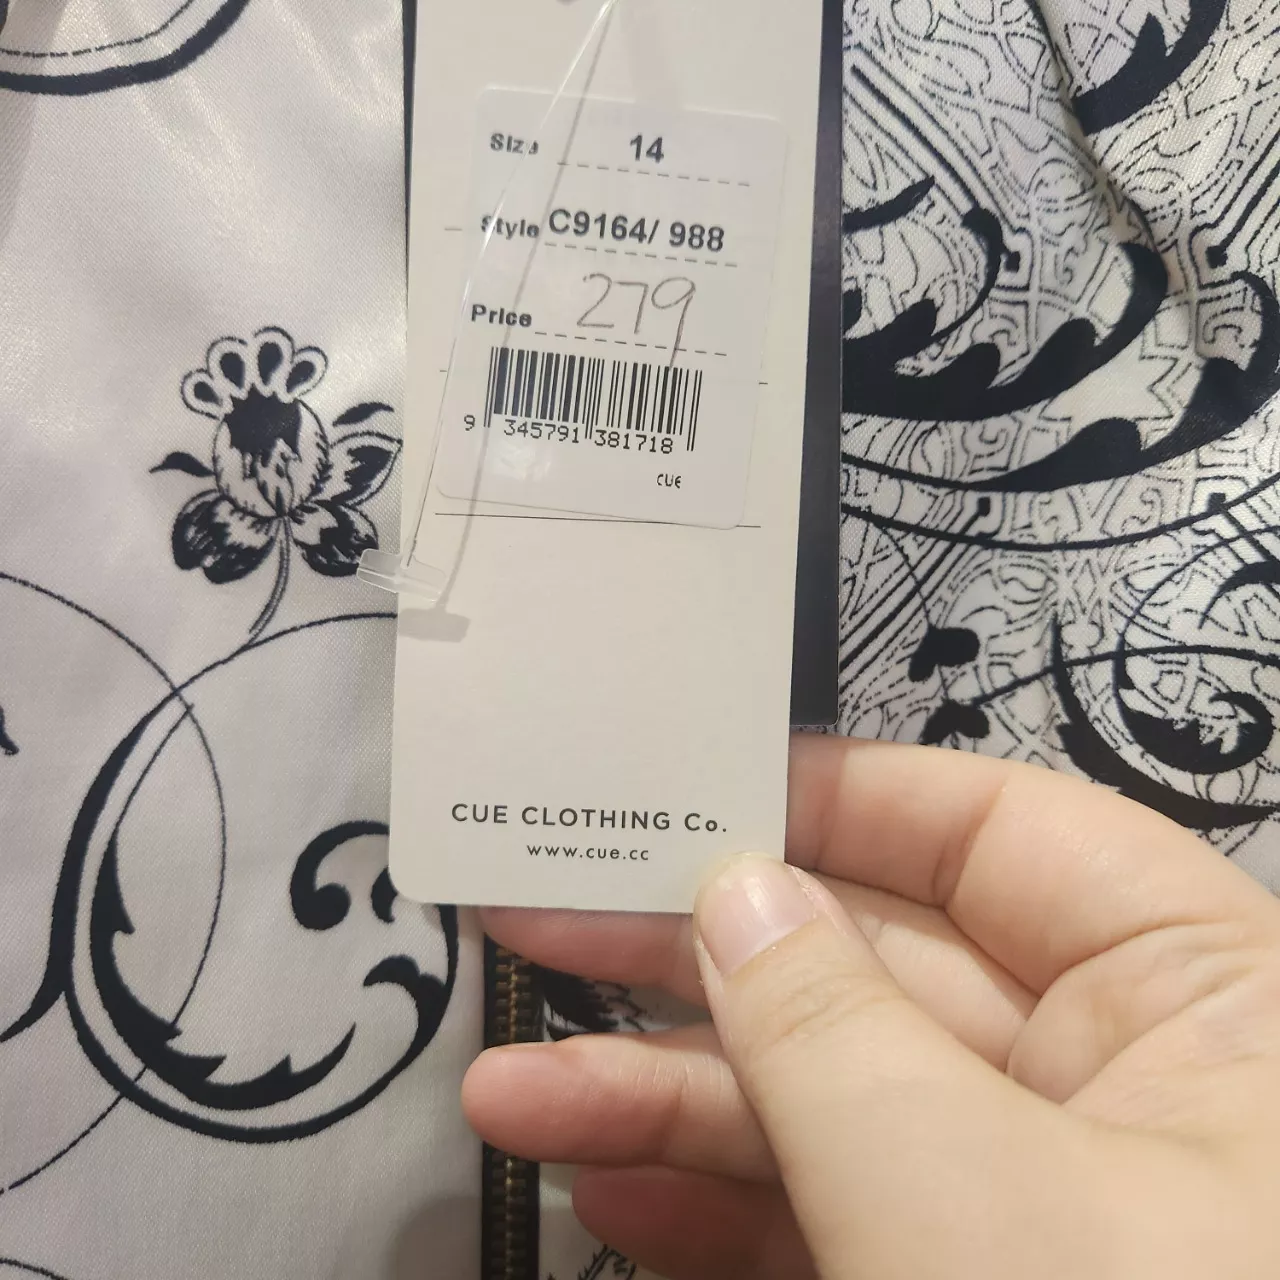 Size 14
Style C9164/ 988
Price 279
9 345791 381718
CUE
CUE CLOTHING Co.
www.cue.cc